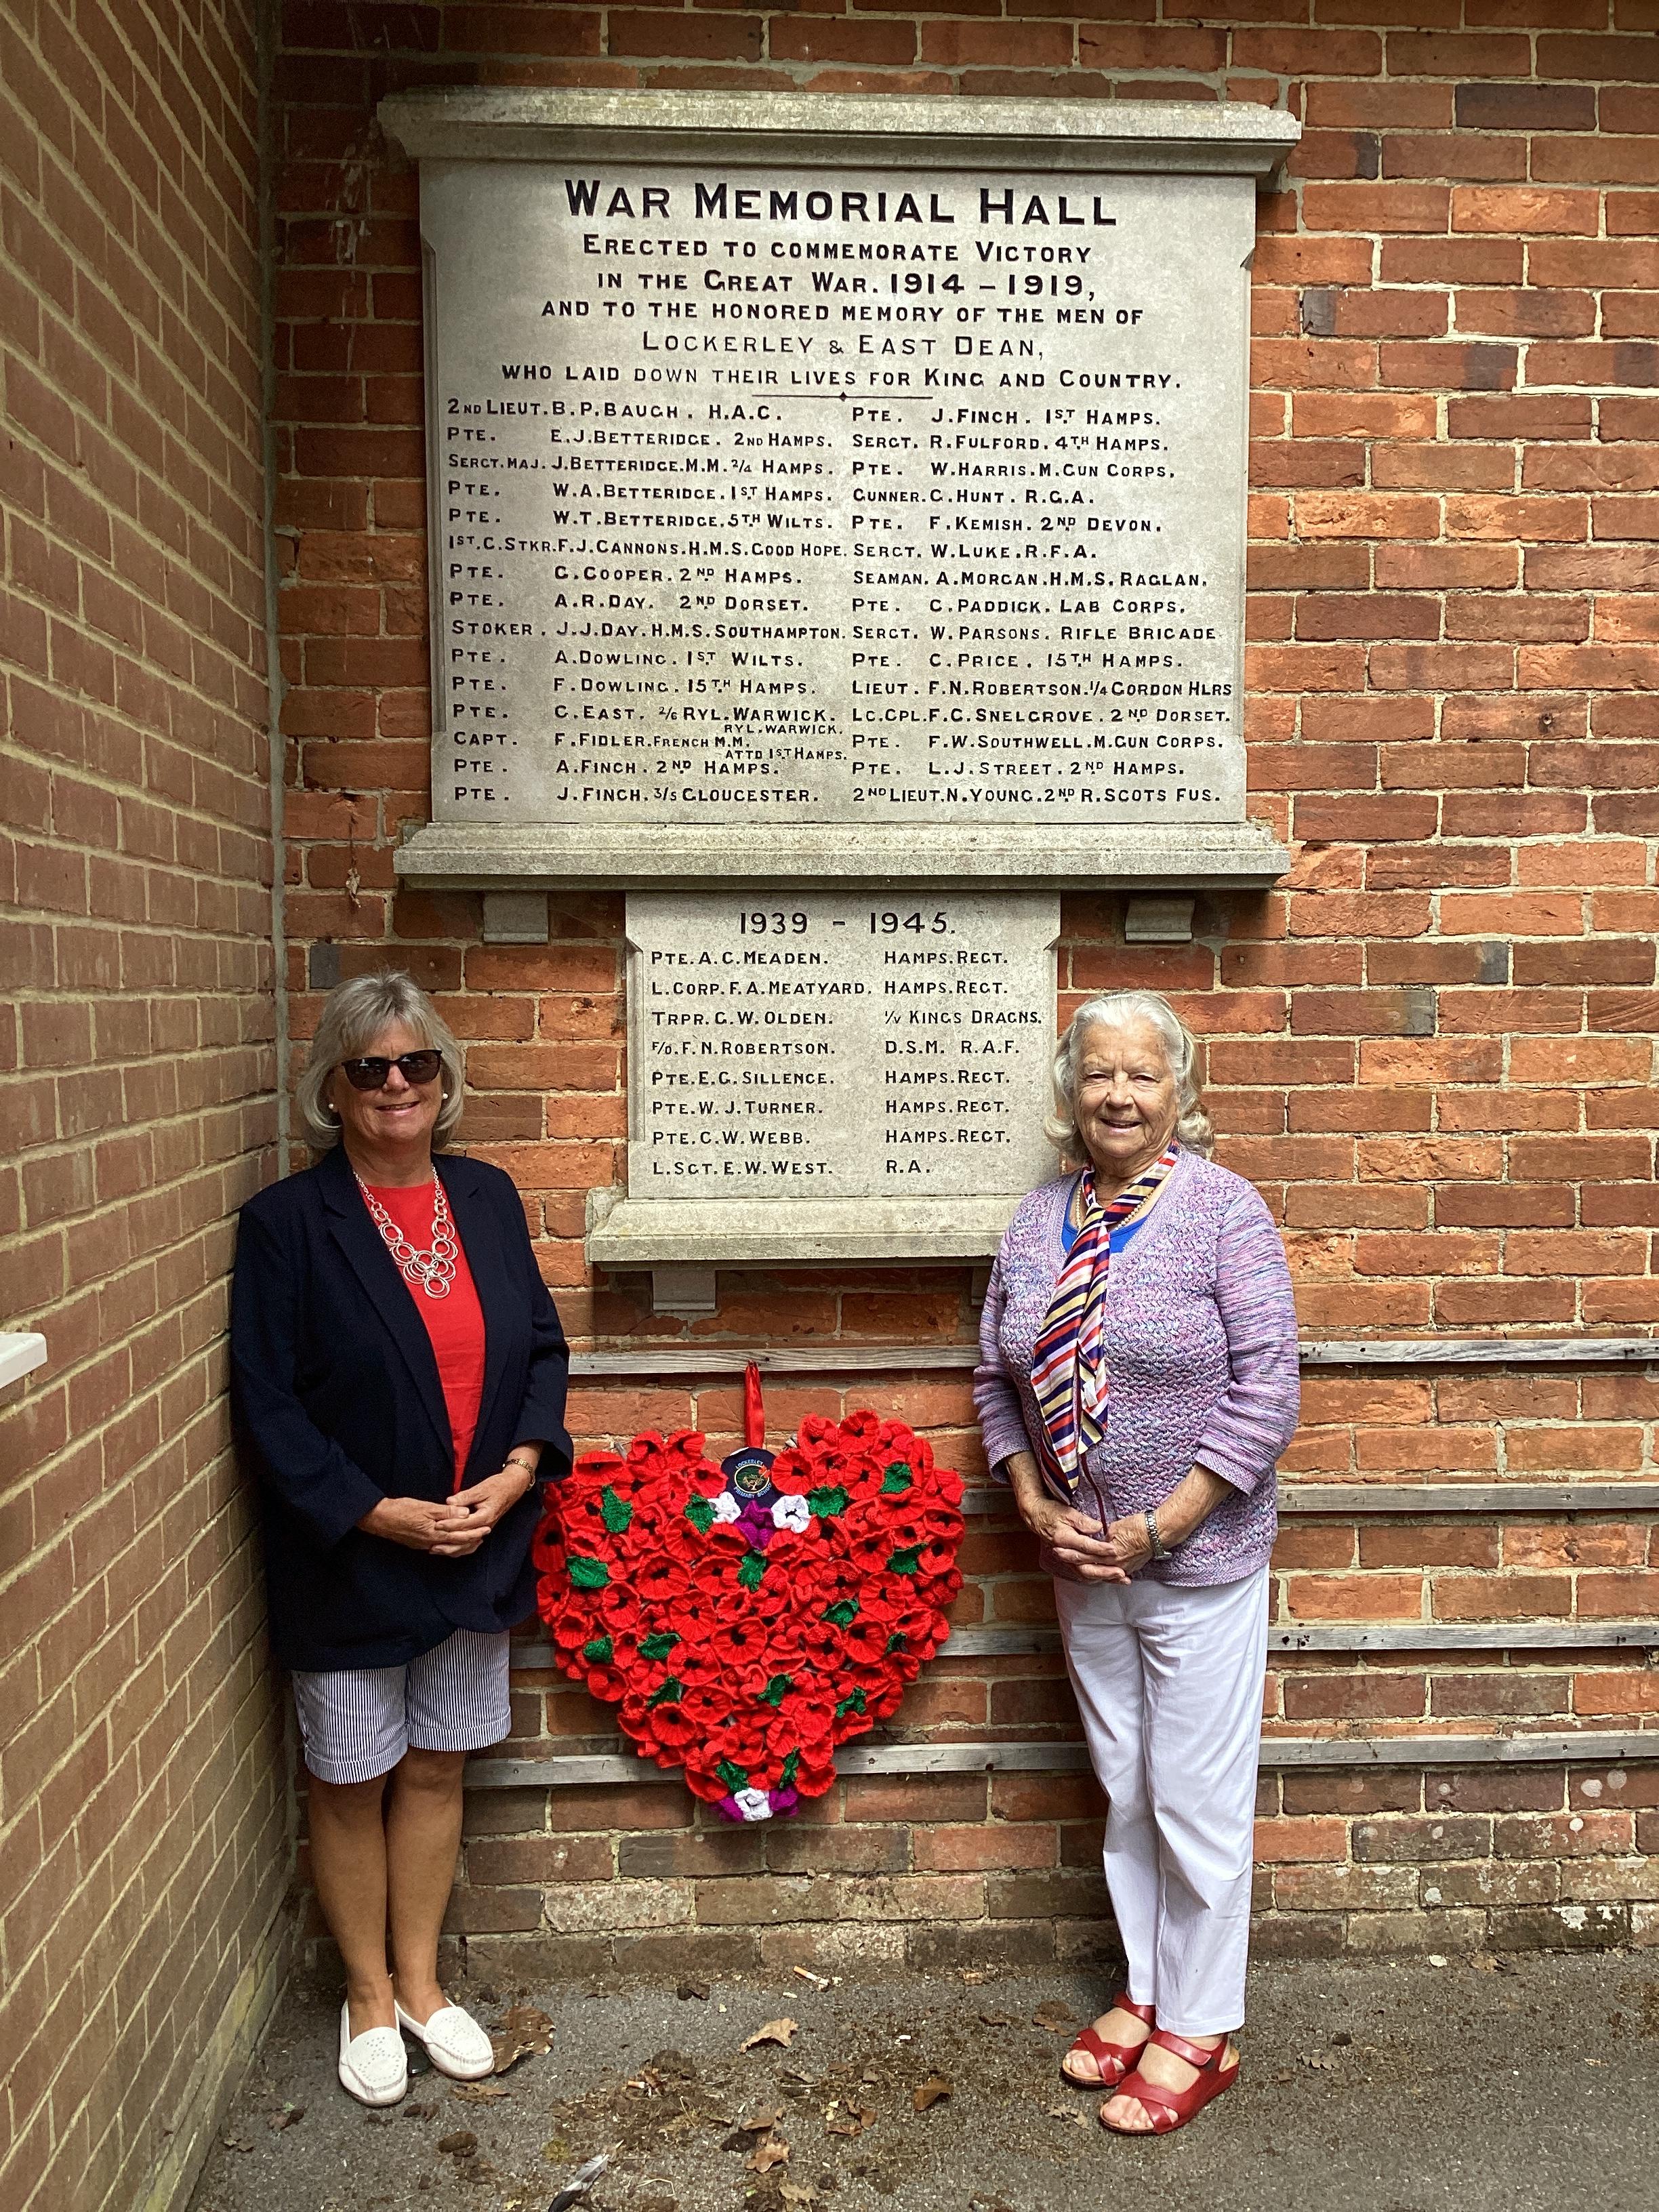 WAR MEMORIAL HALL
ERECTED TO COMMEMORATE VICTORY
IN THE GREAT WAR. 1914 – 1919,
AND TO THE HONORED MEMORY OF THE MEN OF
LOCKERLEY & EAST DEAN,
WHO LAID DOWN THEIR LIVES FOR KING AND COUNTRY.
2ND LIEUT. B.P. BAUGH. H.A.C.
PTE. E.J. BETTERIDGE. 2ND HAMPS.
SERGT. MAJ. J. BETTERIDGE. M.M. 2/4 HAMPS.
PTE. W.A. BETTERIDGE. 1ST HAMPS.
PTE. W.T. BETTERIDGE. 5TH WILTS.
1ST. C. STKR. F.J. CANNONS. H.M.S. GOOD HOPE.
PTE. G. COOPER. 2ND HAMPS.
PTE. A.R. DAY. 2ND DORSET.
STOKER. J.J. DAY. H.M.S. SOUTHAMPTON.
PTE. A. DOWLING. 1ST WILTS.
PTE. F. DOWLING. 15TH HAMPS.
PTE. C. EAST. 2/6 RYL. WARWICK.
CAPT. F. FIDLER. FRENCH M.M. RYL. WARWICK. ATTD 1ST HAMPS.
PTE. A. FINCH. 2ND HAMPS.
PTE. J. FINCH. 3/5 GLOUCESTER.
PTE. J. FINCH. 1ST HAMPS.
SERGT. R. FULFORD. 4TH HAMPS.
PTE. W. HARRIS. M. GUN CORPS.
GUNNER. G. HUNT. R.G.A.
PTE. F. KEMISH. 2ND DEVON.
SERGT. W. LUKE. R.F.A.
SEAMAN. A. MORGAN. H.M.S. RAGLAN.
PTE. C. PADDICK. LAB CORPS.
SERGT. W. PARSONS. RIFLE BRIGADE
PTE. C. PRICE. 15TH HAMPS.
LIEUT. F.N. ROBERTSON. 1/4 GORDON HLRS
LC. CPL. F.C. SNELGROVE. 2ND DORSET.
PTE. F.W. SOUTHWELL. M. GUN CORPS.
PTE. L.J. STREET. 2ND HAMPS.
2ND LIEUT. N. YOUNG. 2ND R. SCOTS FUS.
1939 – 1945.
PTE. A.C. MEADEN. HAMPS. REGT.
L. CORP. F.A. MEATYARD. HAMPS. REGT.
TRPR. G.W. OLDEN. 1/V KINGS DRAGNS.
F/O. F.N. ROBERTSON. D.S.M. R.A.F.
PTE. E.G. SILLENCE. HAMPS. REGT.
PTE. W.J. TURNER. HAMPS. REGT.
PTE. C.W. WEBB. HAMPS. REGT.
L. SGT. E.W. WEST. R.A.
LOCKERLEY
PRIMARY SCHOOL